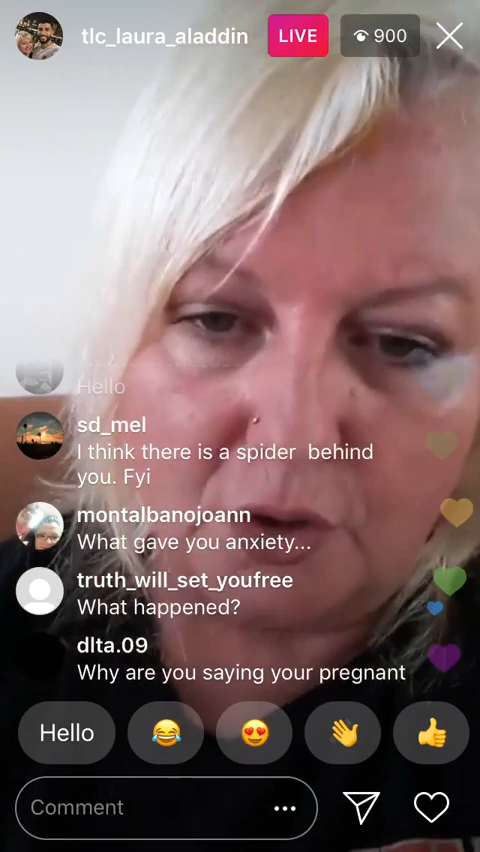 tlc_laura_aladdin LIVE 900
Hello
sd_mel
I think there is a spider behind
you. Fyi
montalbanojoann
What gave you anxiety...
truth_will_set_youfree
What happened?
dlta.09
Why are you saying your pregnant
Hello
Comment